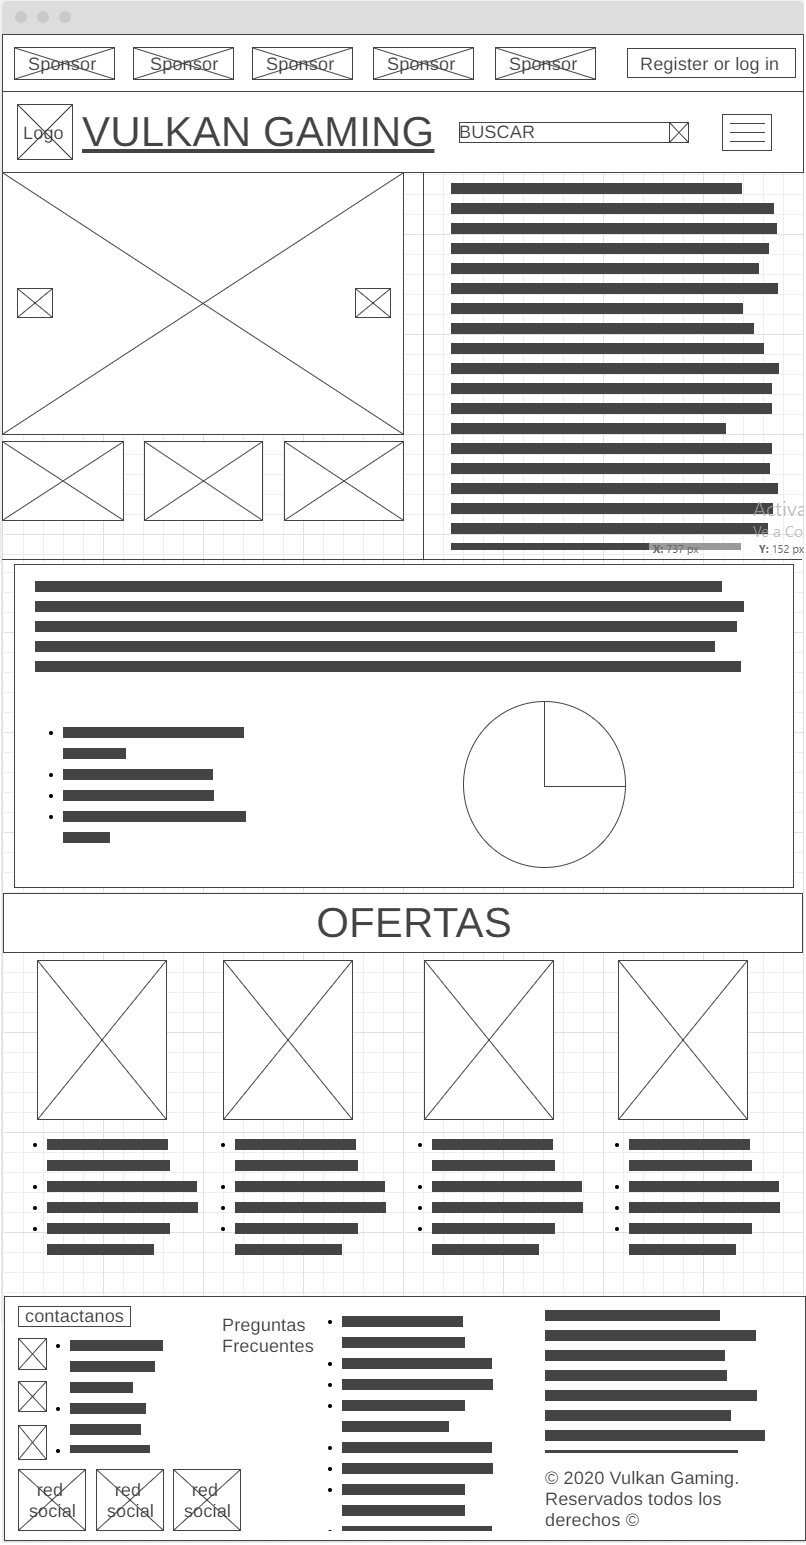 Sponsor Sponsor Sponsor Sponsor Sponsor Register or log in
Logo VULKAN GAMING BUSCAR
Activa
Ve a Co
X: 737 px Y: 152 px
OFERTAS
contactanos
Preguntas
Frecuentes
red red red
social social social
© 2020 Vulkan Gaming.
Reservados todos los
derechos ©